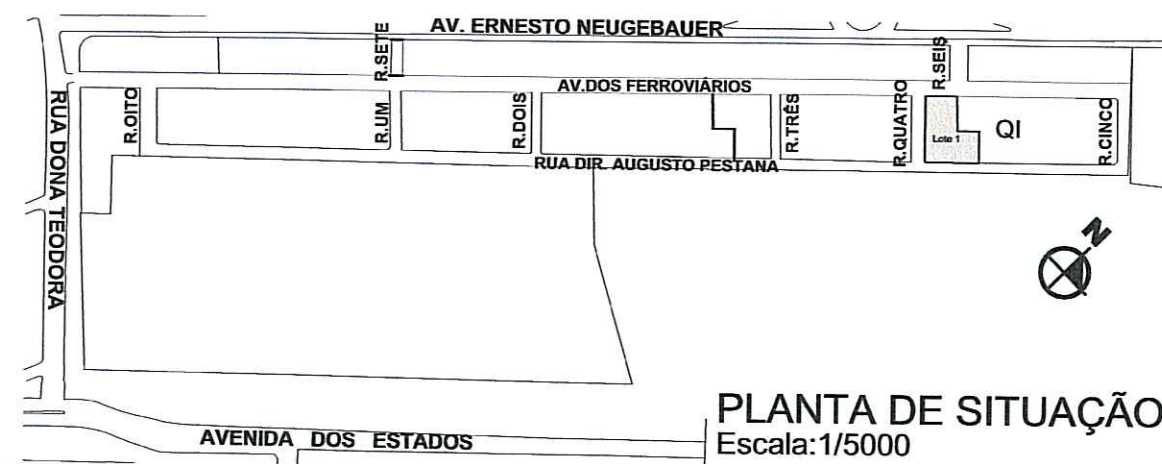 AV. ERNESTO NEUGEBAUER
R.SETE
R.SEIS
AV.DOS FERROVIÁRIOS
RUA DONA TEODORA
R.OITO
R.UM
R.DOIS
R.TRÊS
R.QUATRO
Lote 1
QI
R.CINCO
RUA DIR. AUGUSTO PESTANA
N
PLANTA DE SITUAÇÃO
Escala:1/5000
AVENIDA DOS ESTADOS